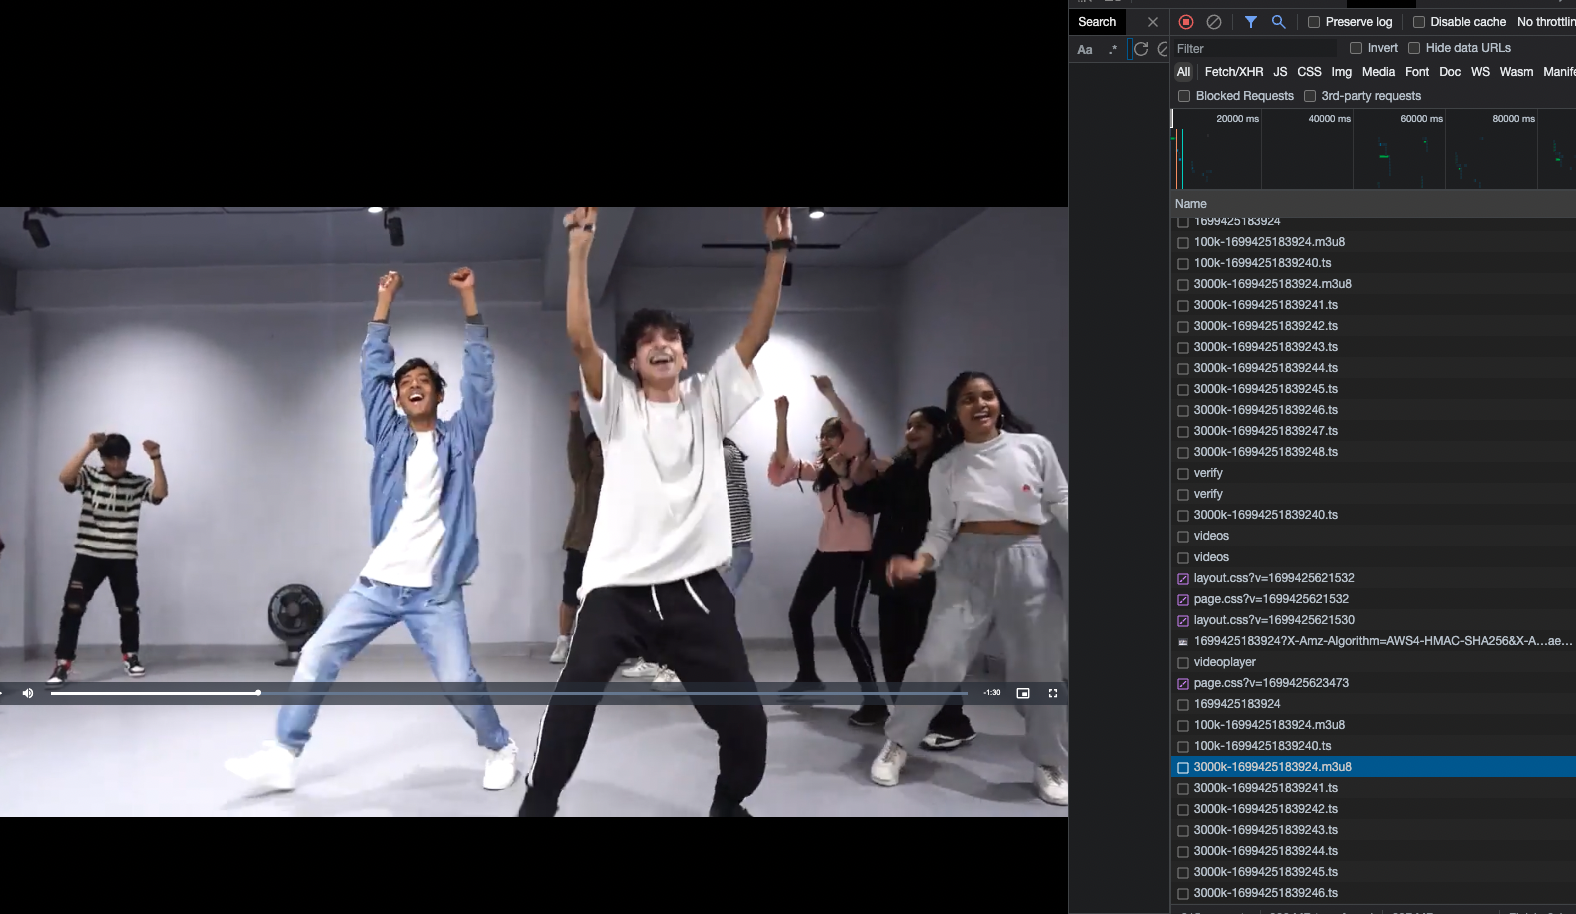 Search
Preserve log
Disable cache
No throttlin
Aa
.*
Filter
Invert
Hide data URLs
All
Fetch/XHR
JS
CSS
Img
Media
Font
Doc
WS
Wasm
Manife
Blocked Requests
3rd-party requests
20000 ms
40000 ms
60000 ms
80000 ms
Name
1699425183924
100k-1699425183924.m3u8
100k-16994251839240.ts
3000k-1699425183924.m3u8
3000k-16994251839241.ts
3000k-16994251839242.ts
3000k-16994251839243.ts
3000k-16994251839244.ts
3000k-16994251839245.ts
3000k-16994251839246.ts
3000k-16994251839247.ts
3000k-16994251839248.ts
verify
verify
3000k-16994251839240.ts
videos
videos
layout.css?v=1699425621532
page.css?v=1699425621532
layout.css?v=1699425621530
1699425183924?X-Amz-Algorithm=AWS4-HMAC-SHA256&X-A…ae…
videoplayer
page.css?v=1699425623473
-1:30
1699425183924
100k-1699425183924.m3u8
100k-16994251839240.ts
3000k-1699425183924.m3u8
3000k-16994251839241.ts
3000k-16994251839242.ts
3000k-16994251839243.ts
3000k-16994251839244.ts
3000k-16994251839245.ts
3000k-16994251839246.ts